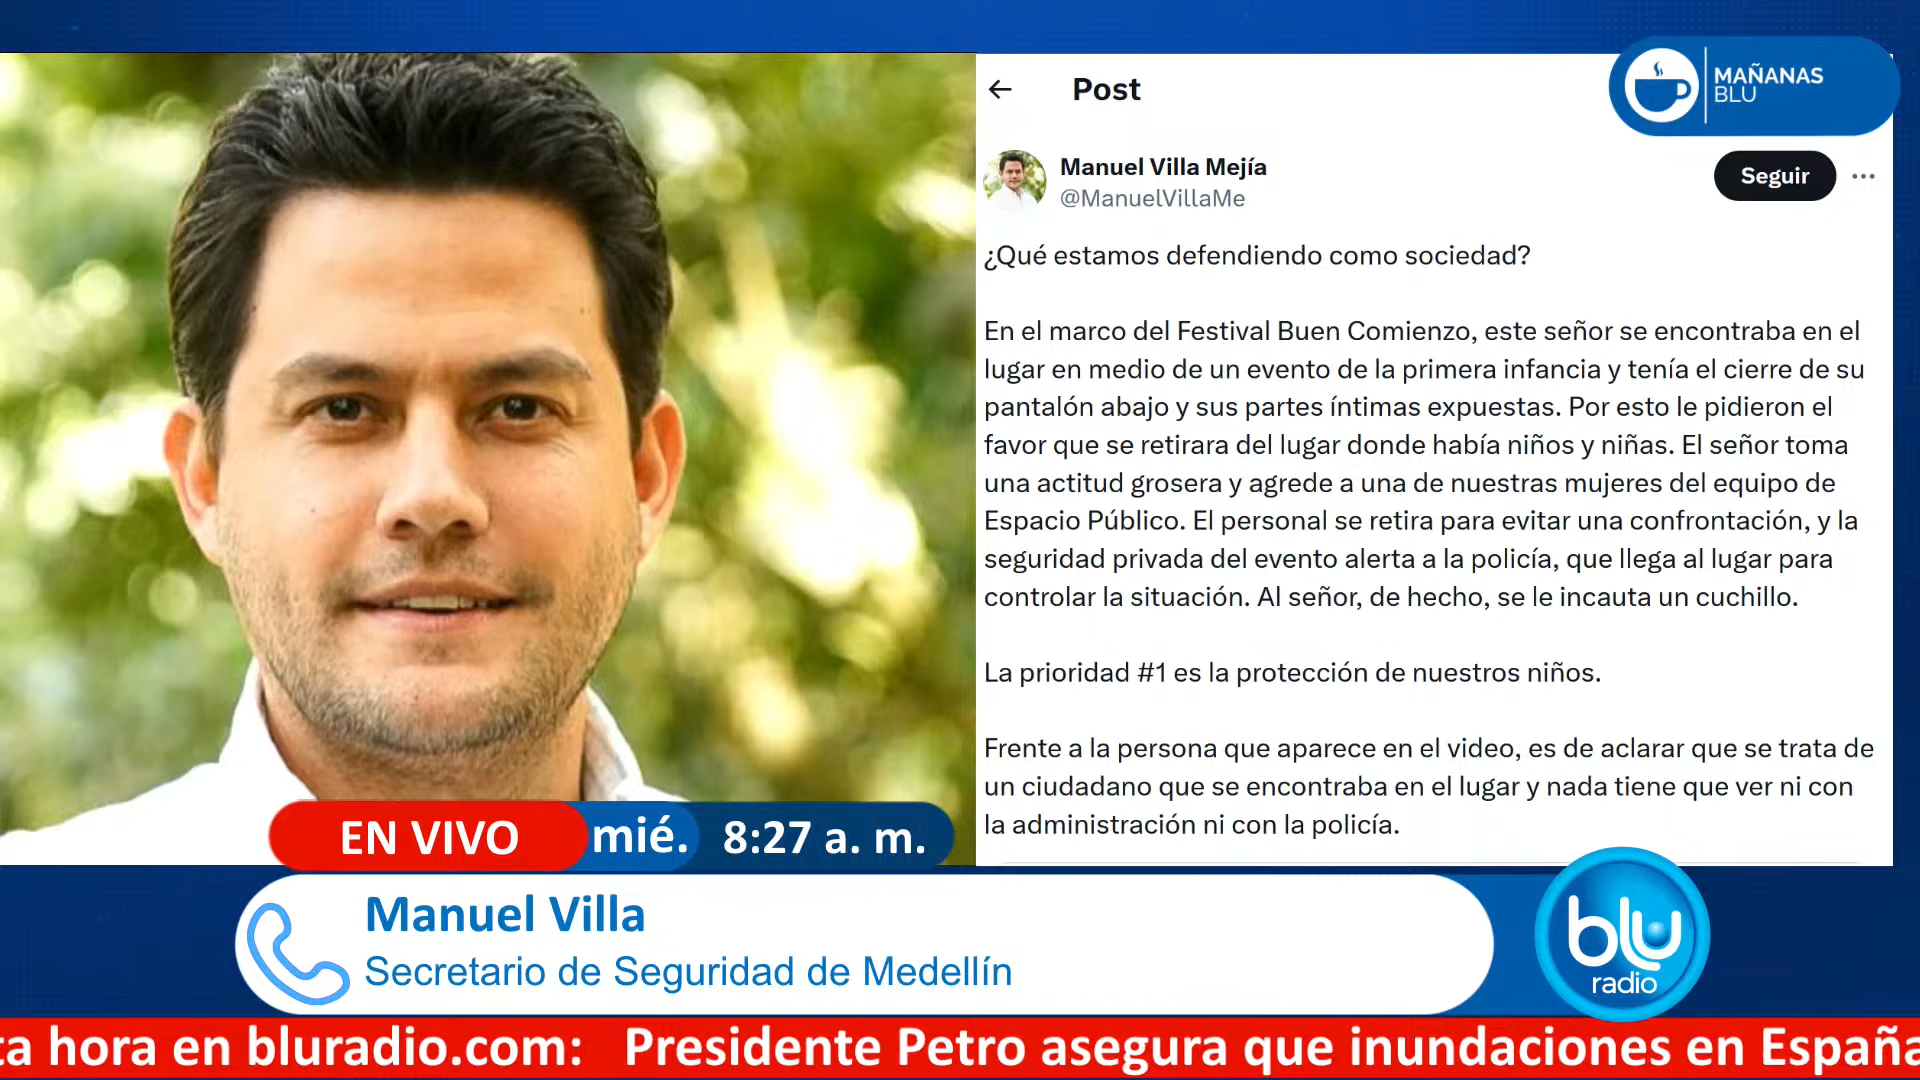 Post
MAÑANAS
BLU
Manuel Villa Mejía
@ManuelVillaMe
Seguir
¿Qué estamos defendiendo como sociedad?
En el marco del Festival Buen Comienzo, este señor se encontraba en el
lugar en medio de un evento de la primera infancia y tenía el cierre de su
pantalón abajo y sus partes íntimas expuestas. Por esto le pidieron el
favor que se retirara del lugar donde había niños y niñas. El señor toma
una actitud grosera y agrede a una de nuestras mujeres del equipo de
Espacio Público. El personal se retira para evitar una confrontación, y la
seguridad privada del evento alerta a la policía, que llega al lugar para
controlar la situación. Al señor, de hecho, se le incauta un cuchillo.
La prioridad #1 es la protección de nuestros niños.
Frente a la persona que aparece en el video, es de aclarar que se trata de
un ciudadano que se encontraba en el lugar y nada tiene que ver ni con
la administración ni con la policía.
EN VIVO mié. 8:27 a. m.
Manuel Villa
Secretario de Seguridad de Medellín
blu
radio
ta hora en bluradio.com: Presidente Petro asegura que inundaciones en España